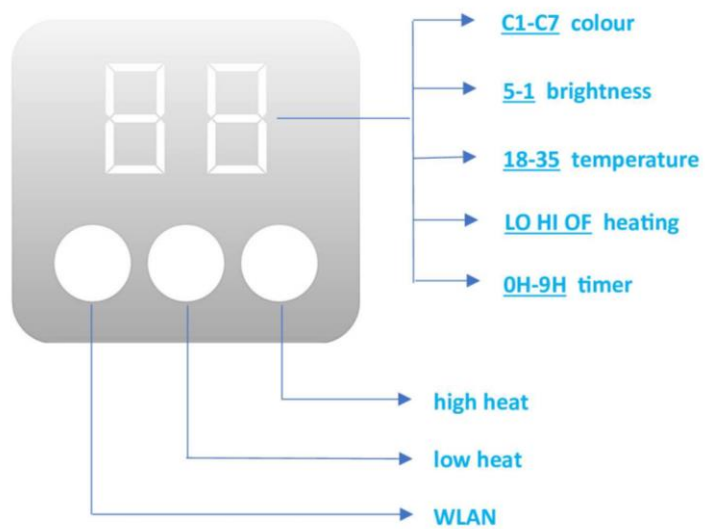 88
C1-C7 colour
5-1 brightness
18-35 temperature
LO HI OF heating
0H-9H timer
high heat
low heat
WLAN